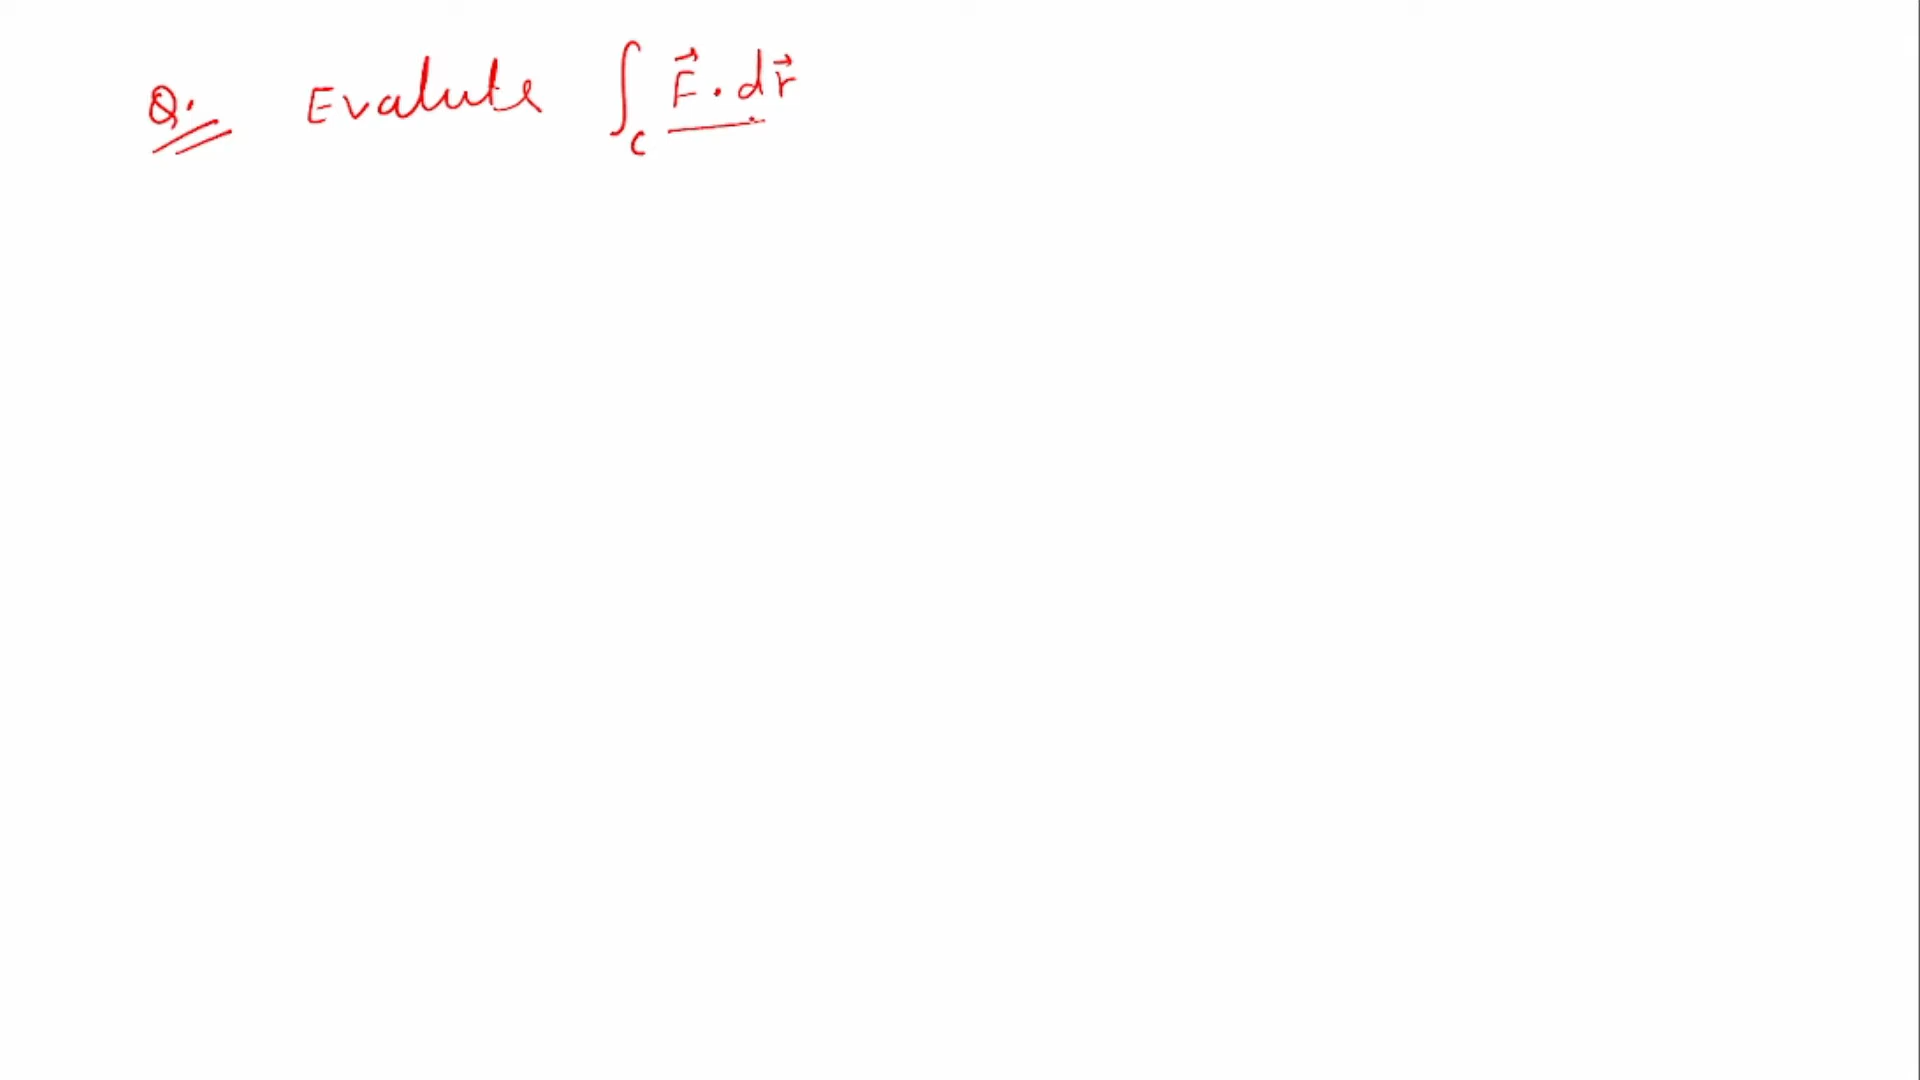 Q. Evalute ∫_C F⃗ . dr⃗